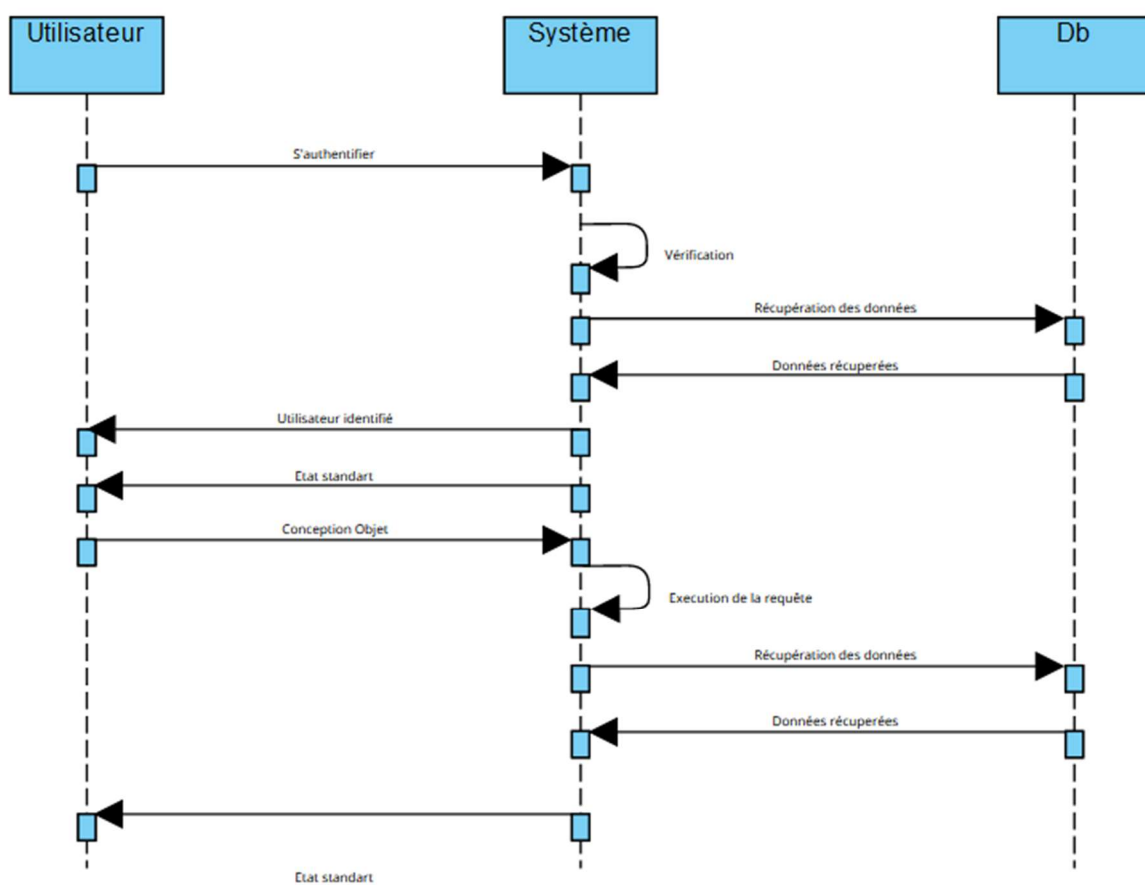 Utilisateur
Système
Db
S'authentifier
Vérification
Récupération des données
Données récuperées
Utilisateur identifié
Etat standart
Conception Objet
Execution de la requête
Récupération des données
Données récuperées
Etat standart